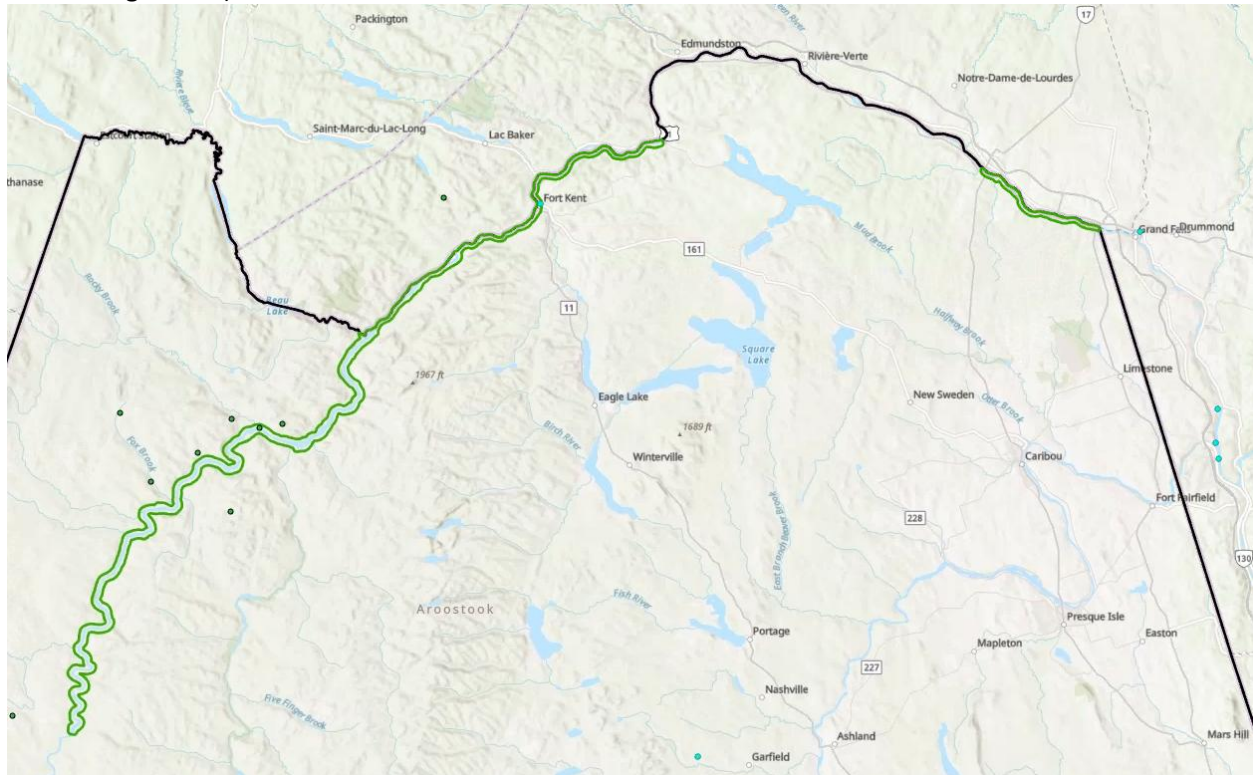 Packington
17
Edmundston
Rivière-Verte
Notre-Dame-de-Lourdes
Rivière Bleue
Saint-Marc-du-Lac-Long
Lac Baker
thanase
Fort Kent
161
Mud Brook
Grand Falls
Drummond
Rocky Brook
Beau
Lake
11
Halfway Brook
Square
Lake
Limestone
1967 ft
Eagle Lake
New Sweden
Otter Brook
1689 ft
Birch River
Fox Brook
Winterville
Caribou
Fort Fairfield
East Branch Beaver Brook
228
130
Fish River
Aroostook
Presque Isle
Portage
Easton
Mapleton
227
Nashville
Five Finger Brook
Ashland
Mars Hill
Garfield